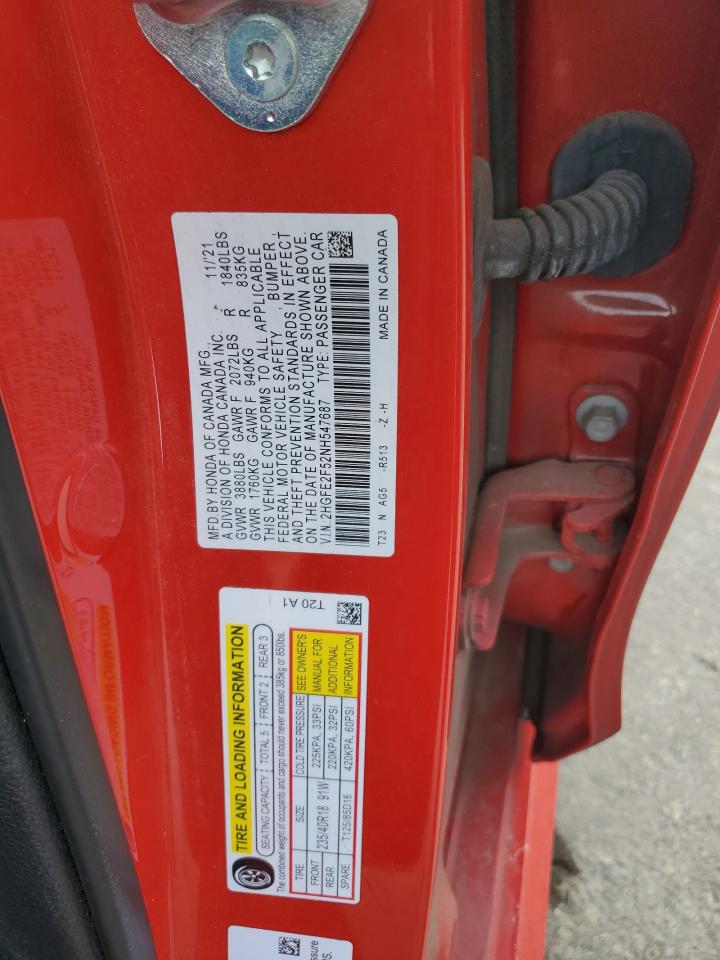 MFD.BY HONDA OF CANADA MFG., 11/'21
A DIVISION OF HONDA CANADA INC.
GVWR 3880LBS GAWR F 2072LBS R 1840LBS
GVWR 1760KG GAWR F 940KG R 835KG
THIS VEHICLE CONFORMS TO ALL APPLICABLE
FEDERAL MOTOR VEHICLE SAFETY, BUMPER,
AND THEFT PREVENTION STANDARDS IN EFFECT
ON THE DATE OF MANUFACTURE SHOWN ABOVE.
V.I.N.: 2HGFE2F52NH547687 TYPE: PASSENGER CAR
T23 N AG5 -R513 -Z -H MADE IN CANADA
TIRE AND LOADING INFORMATION
SEATING CAPACITY TOTAL 5 FRONT 2 REAR 3
The combined weight of occupants and cargo should never exceed 385kg or 850lbs.
TIRE SIZE COLD TIRE PRESSURE SEE OWNER'S
FRONT 235/40R18 91W 225KPA, 33PSI MANUAL FOR
REAR 220KPA, 32PSI ADDITIONAL
SPARE T125/85D16 420KPA, 60PSI INFORMATION
T20 A1